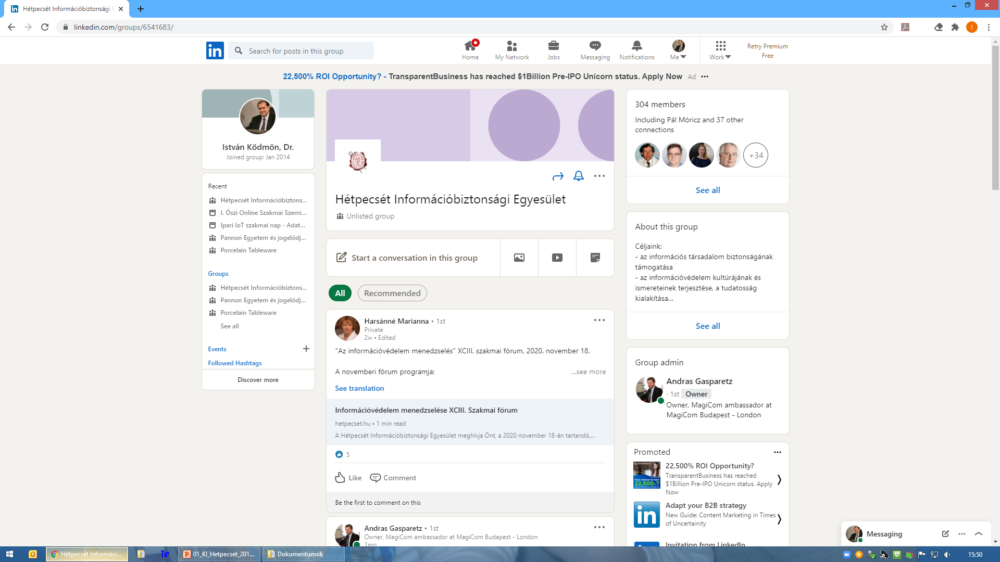 Hétpecsét Információbiztonsági
linkedin.com/groups/6541683/
I
in
Search for posts in this group
Home
My Network
Jobs
Messaging
Notifications
Me
Work
Retry Premium
Free
22,500% ROI Opportunity? - TransparentBusiness has reached $1Billion Pre-IPO Unicorn status. Apply Now Ad
István Ködmön, Dr.
Joined group: Jan 2014
Recent
Hétpecsét Információbiztons...
I. Őszi Online Szakmai Szemi...
Ipari IoT szakmai nap - Adat...
Pannon Egyetem és jogelődj...
Porcelain Tableware
Groups
Hétpecsét Információbiztons...
Pannon Egyetem és jogelődj...
Porcelain Tableware
See all
Events
Followed Hashtags
Discover more
Hétpecsét Információbiztonsági Egyesület
Unlisted group
Start a conversation in this group
All
Recommended
Harsánné Marianna • 1st
Private
2w • Edited
"Az információvédelem menedzselés" XCIII. szakmai fórum, 2020. november 18.
A novemberi fórum programja:
...see more
See translation
Információvédelem menedzselése XCIII. Szakmai fórum
hetpecset.hu • 1 min read
A Hétpecsét Információbiztonsági Egyesület meghívja Önt, a 2020 november 18-án tartandó,...
5
Like
Comment
Be the first to comment on this
Andras Gasparetz • 1st
Owner, MagiCom ambassador at MagiCom Budapest - London
1mo
304 members
Including Pál Móricz and 37 other
connections
+34
See all
About this group
Céljaink:
- az információs társadalom biztonságának
támogatása
- az információvédelem kultúrájának és
ismereteinek terjesztése, a tudatosság
kialakítása...
See all
Group admin
Andras Gasparetz
· 1st Owner
Owner, MagiCom ambassador at
MagiCom Budapest - London
Promoted
22,500% ROI Opportunity?
TransparentBusiness has reached
$1Billion Pre-IPO Unicorn status. Apply
Now
22,500%?
in
Adapt your B2B strategy
New Guide: Content Marketing in Times
of Uncertainity
Invitation from LinkedIn
Messaging
Hétpecsét Informáci...
Tir
01_KI_Hetpecset_201...
Dokumentumok
15:50